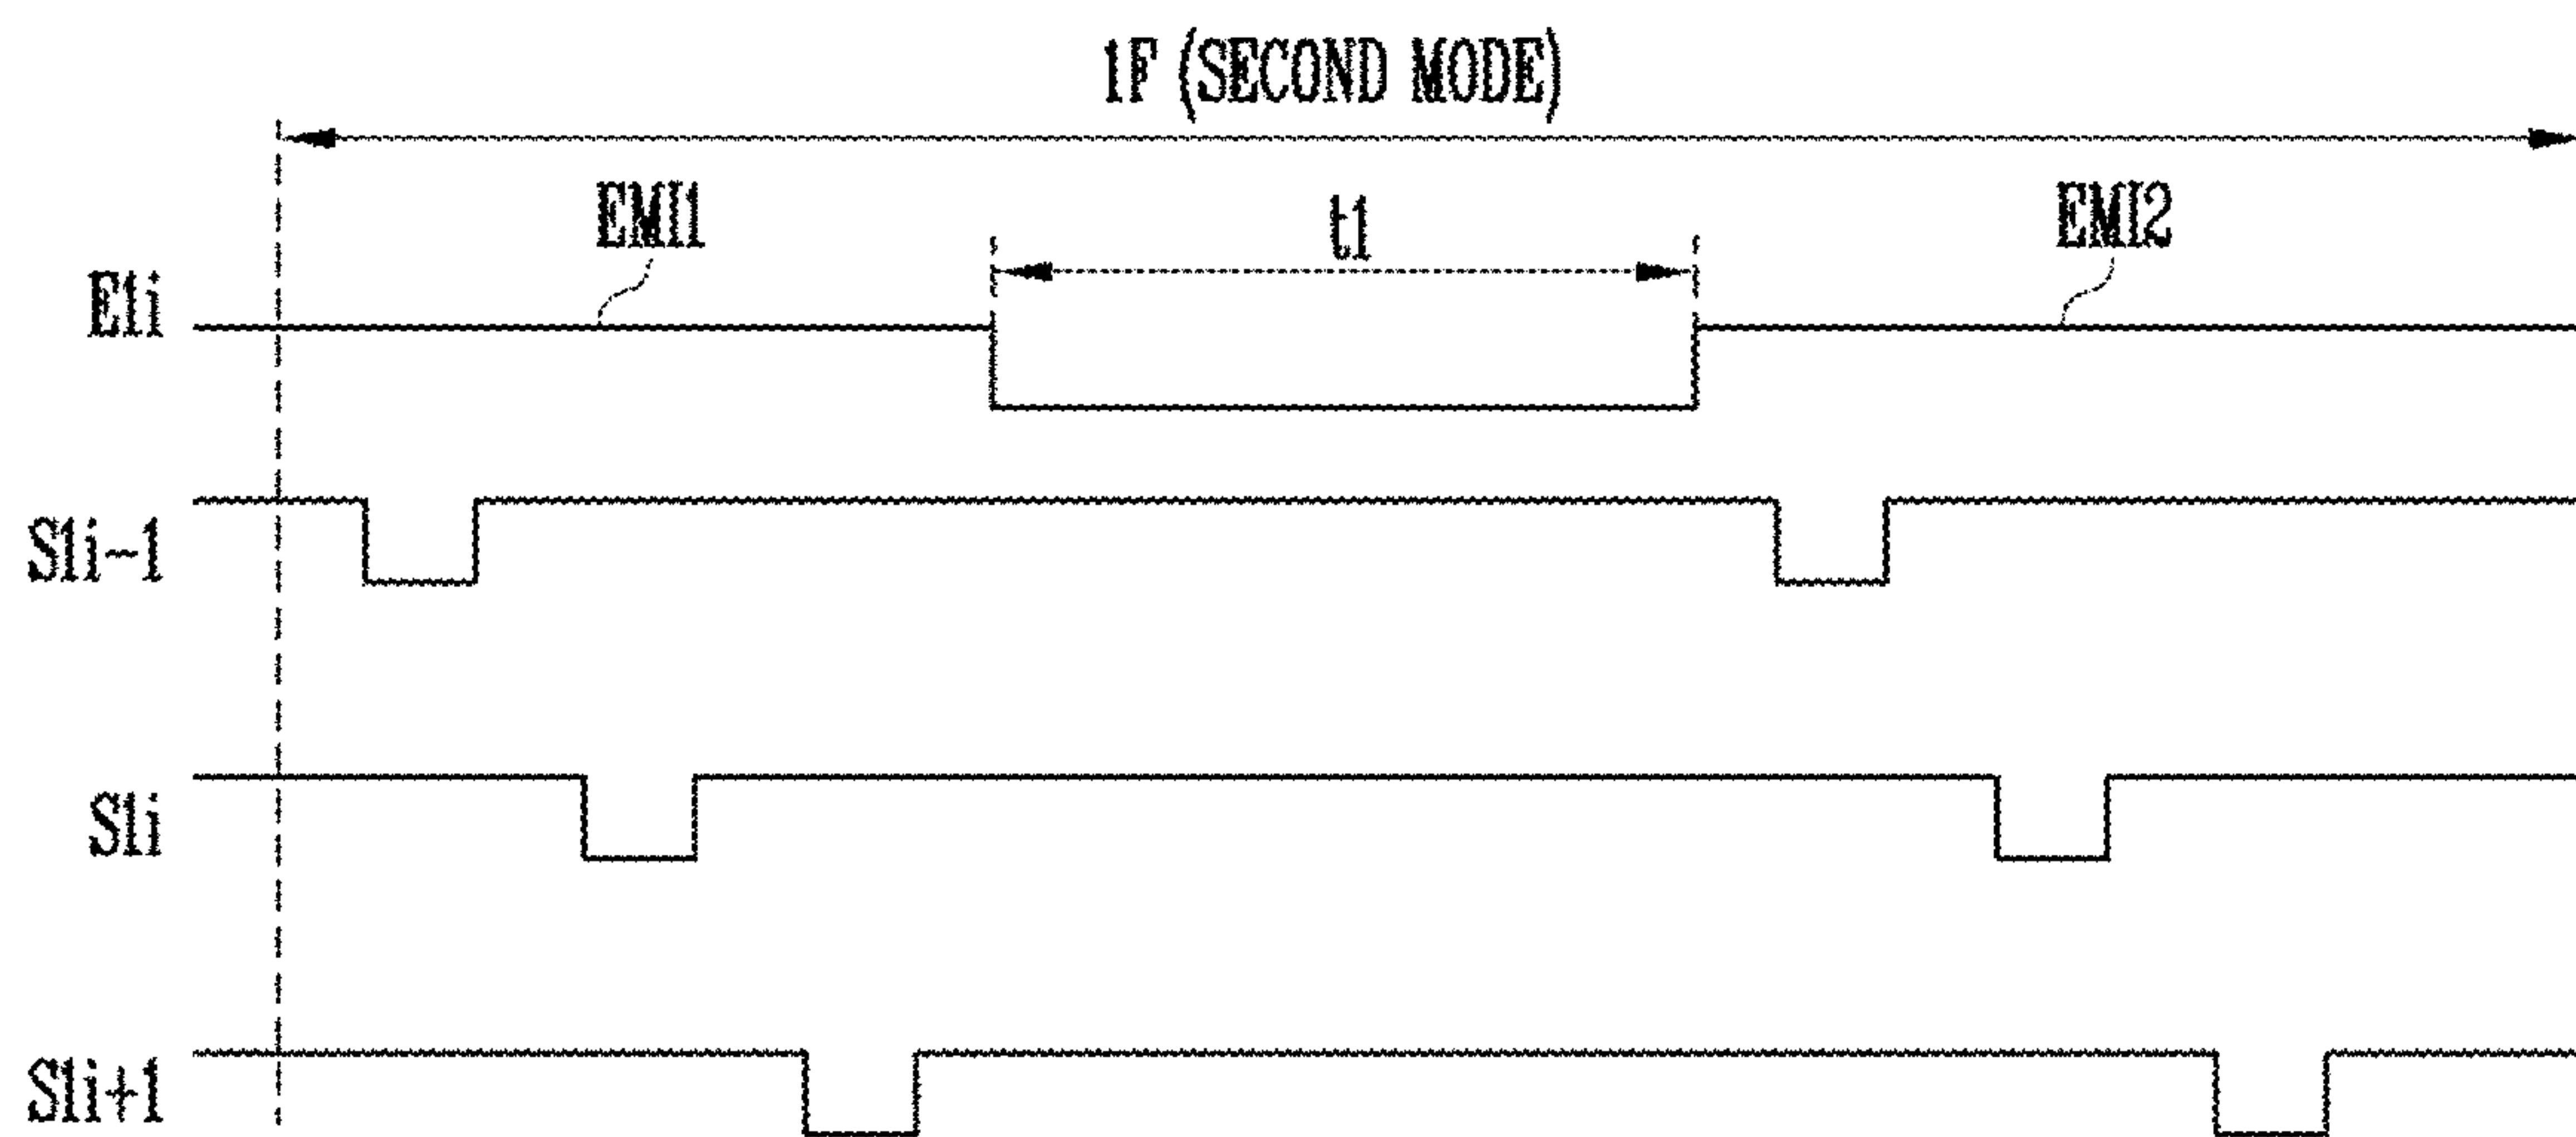 1F (SECOND MODE)
EMI1
t1
EMI2
E1i
S1i-1
S1i
S1i+1